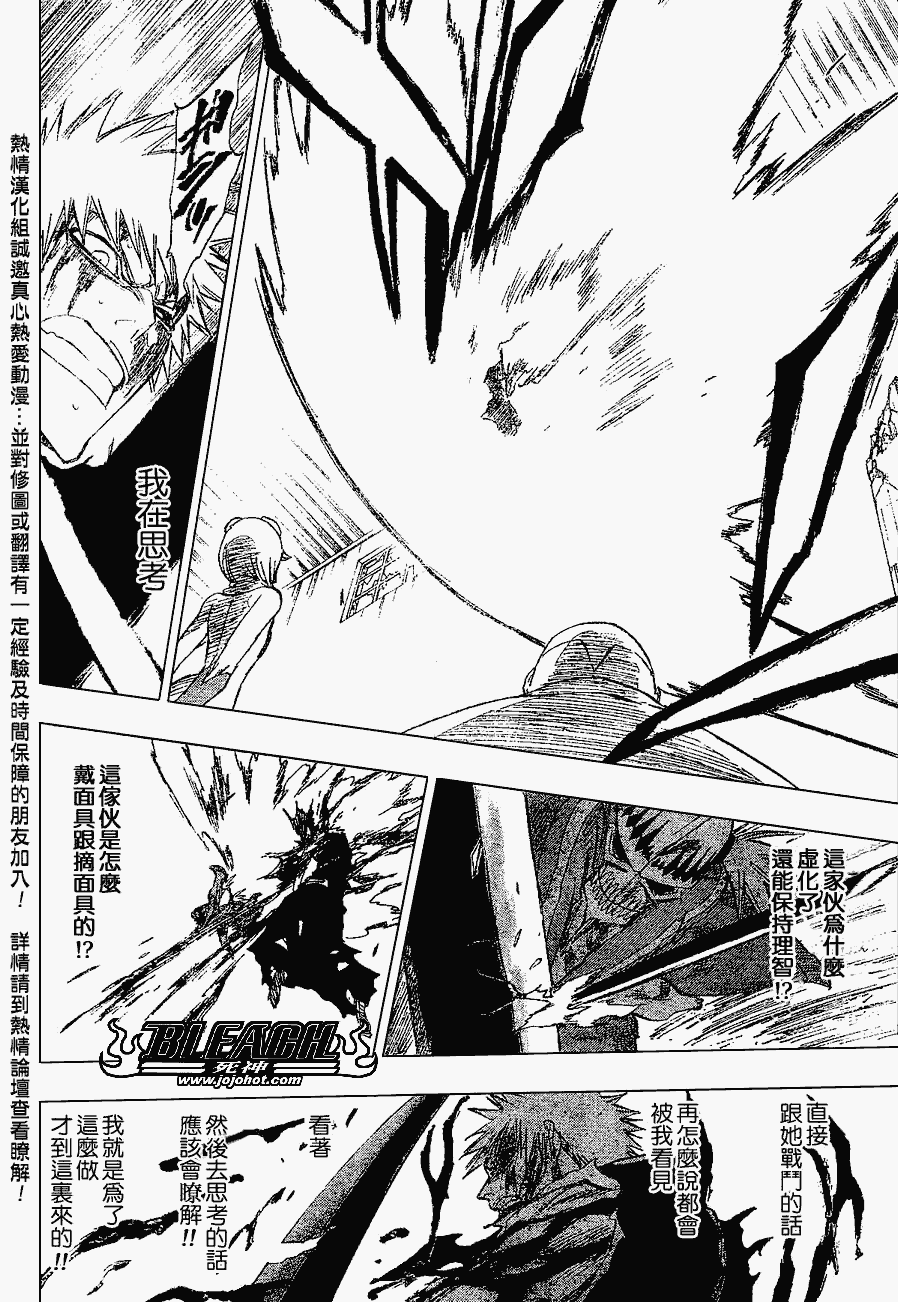 我在思考
這家伙爲什麼
虛化了
還能保持理智!?
這傢伙是怎麼
戴面具跟摘面具的!?
直接
跟她戰鬥的話
再怎麼說都會
被我看見
看著
然後去思考的話
應該會瞭解!!
我就是爲了
這麼做
才到這裏來的!!
BLEACH
死神
www.jojohot.com
熱情漢化組誠邀真心熱愛動漫…並對修圖或翻譯有一定經驗及時間保障的朋友加入! 詳情請到熱情論壇查看瞭解!